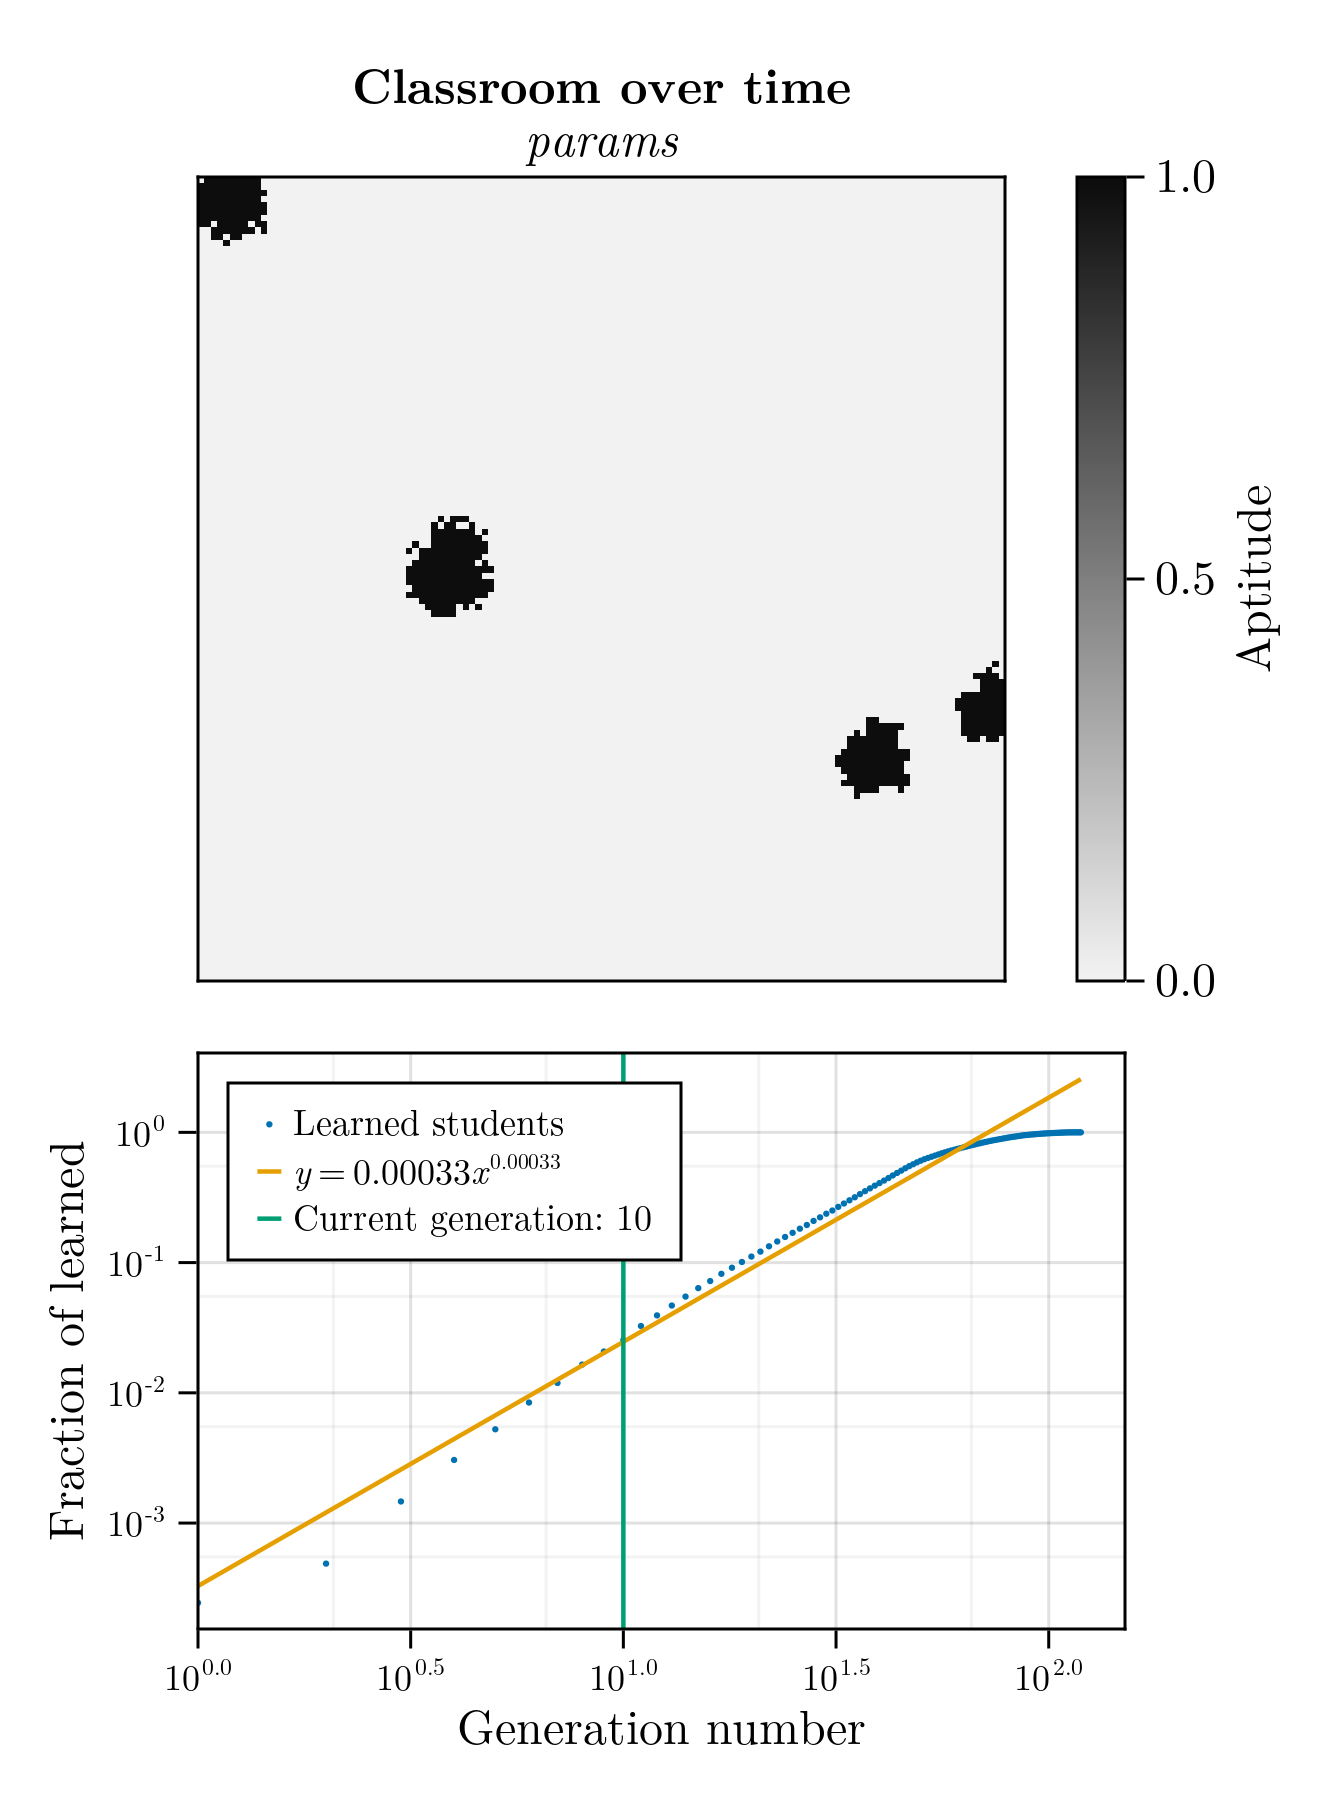 Classroom over time
params
1.0
0.5
0.0
Aptitude
Learned students
y = 0.00033x^0.00033
Current generation: 10
10^0
10^-1
10^-2
10^-3
Fraction of learned
10^0.0 10^0.5 10^1.0 10^1.5 10^2.0
Generation number